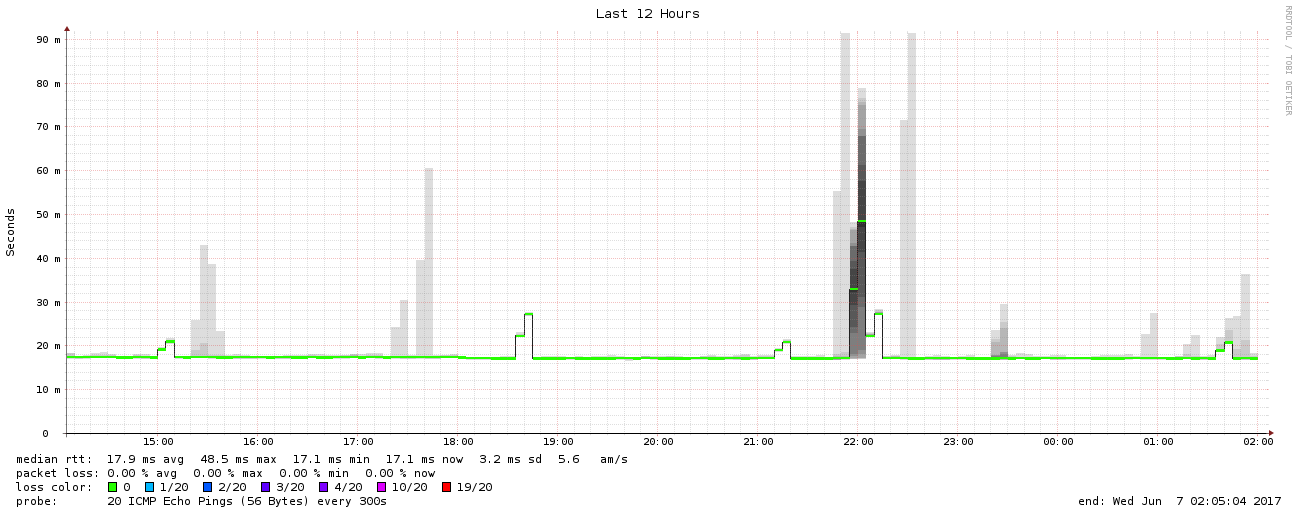 Last 12 Hours
RRDTOOL / TOBI OETIKER
Seconds
90 m
80 m
70 m
60 m
50 m
40 m
30 m
20 m
10 m
0
15:00 16:00 17:00 18:00 19:00 20:00 21:00 22:00 23:00 00:00 01:00 02:00
median rtt: 17.9 ms avg 48.5 ms max 17.1 ms min 17.1 ms now 3.2 ms sd 5.6 am/s
packet loss: 0.00 % avg 0.00 % max 0.00 % min 0.00 % now
loss color: 0 1/20 2/20 3/20 4/20 10/20 19/20
probe: 20 ICMP Echo Pings (56 Bytes) every 300s end: Wed Jun 7 02:05:04 2017